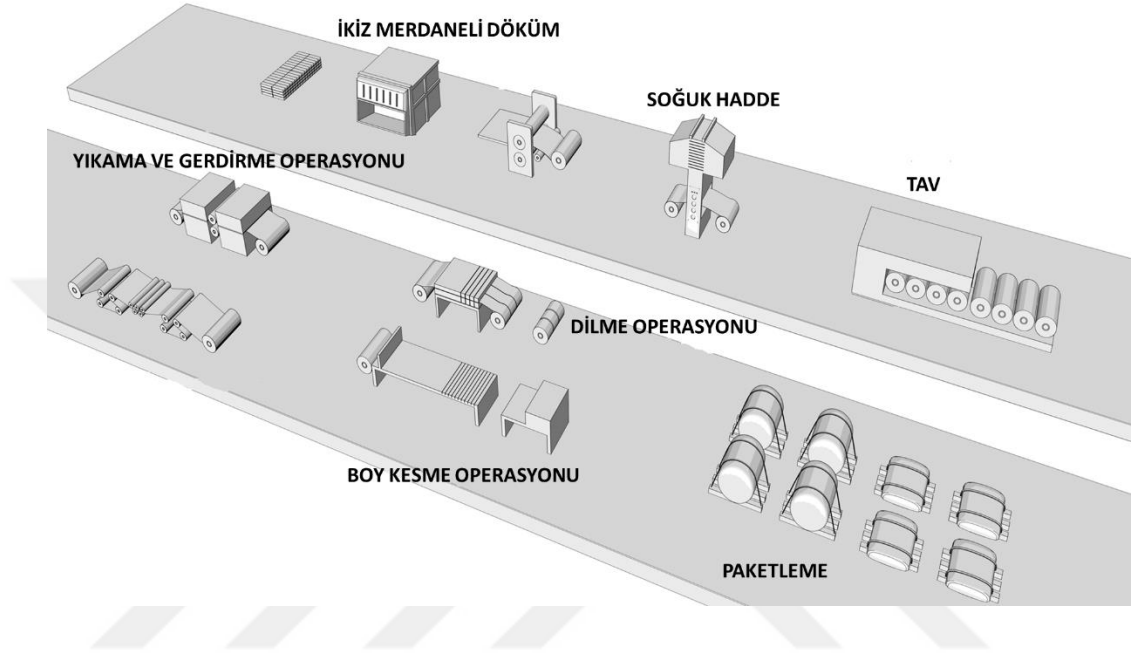 İKİZ MERDANELİ DÖKÜM
SOĞUK HADDE
TAV
YIKAMA VE GERDİRME OPERASYONU
DİLME OPERASYONU
BOY KESME OPERASYONU
PAKETLEME